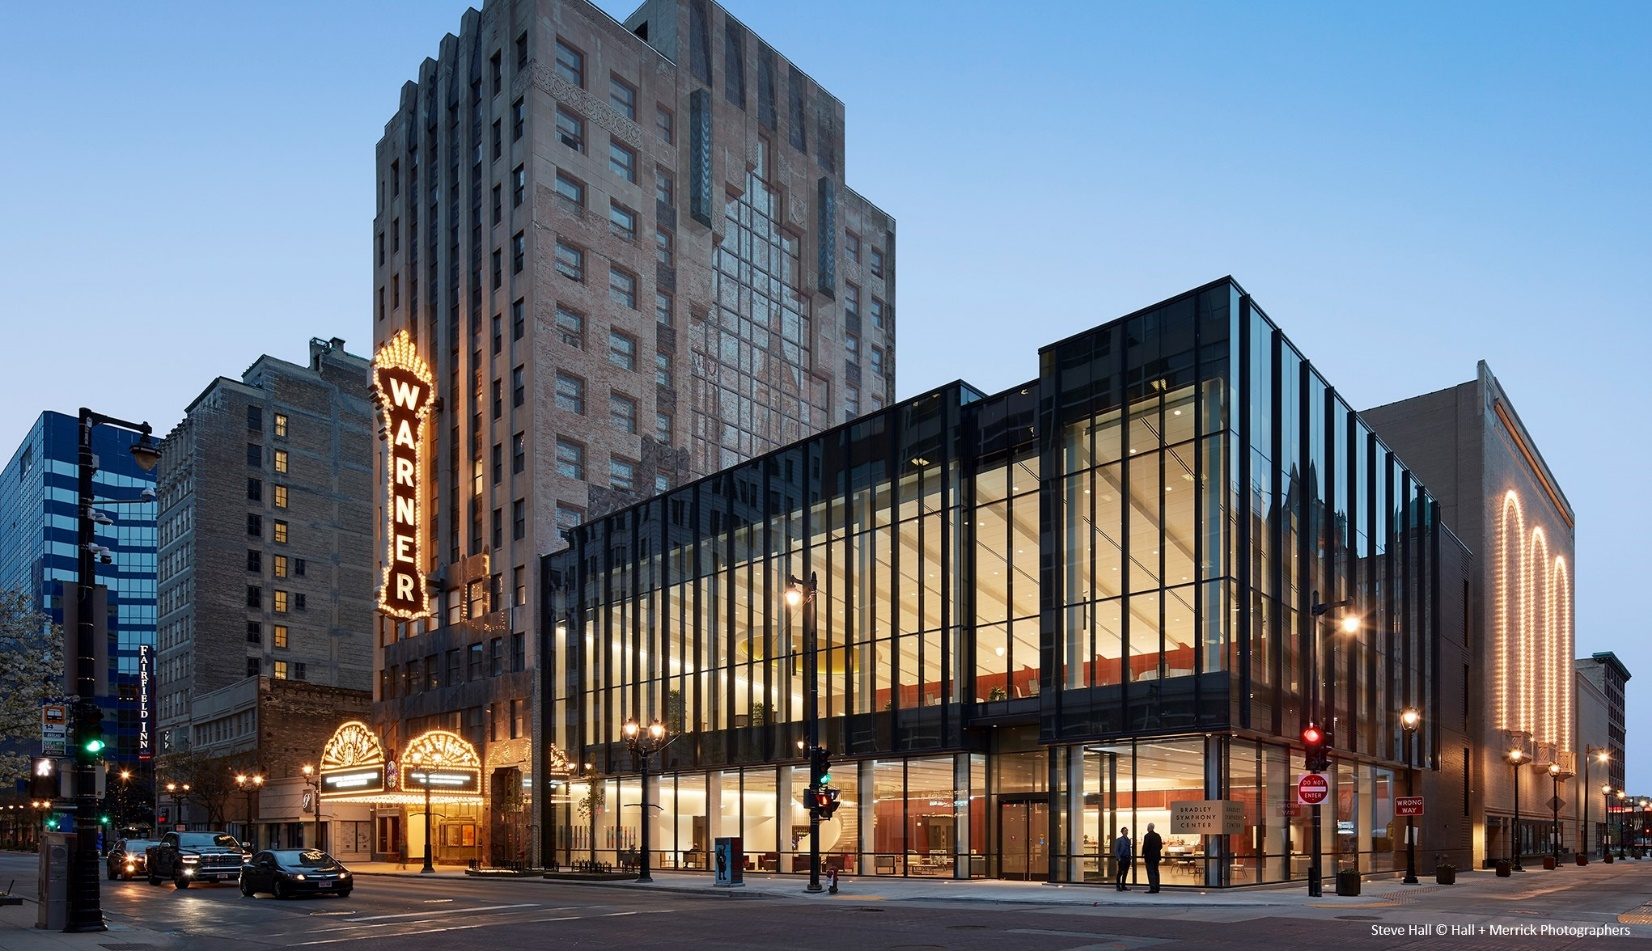 WARNER
FAIRFIELD INN
BRADLEY
SYMPHONY
CENTER
DO NOT
ENTER
WRONG
WAY
Steve Hall © Hall + Merrick Photographers